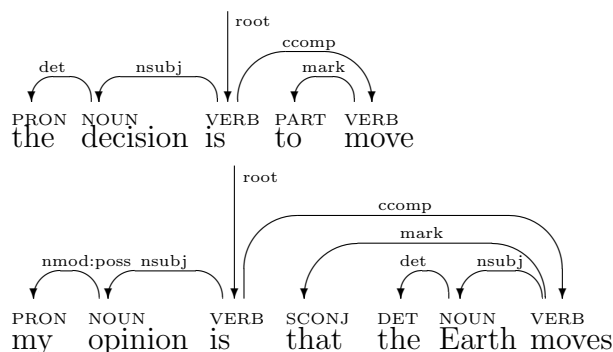 root
ccomp
det nsubj mark
PRON NOUN VERB PART VERB
the decision is to move
root
ccomp
mark
nmod:poss nsubj det nsubj
PRON NOUN VERB SCONJ DET NOUN VERB
my opinion is that the Earth moves